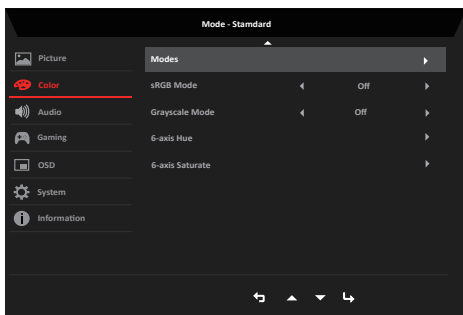 Mode - Standard
Picture
Color
Audio
Gaming
OSD
System
Information
Modes
sRGB Mode Off
Grayscale Mode Off
6-axis Hue
6-axis Saturate